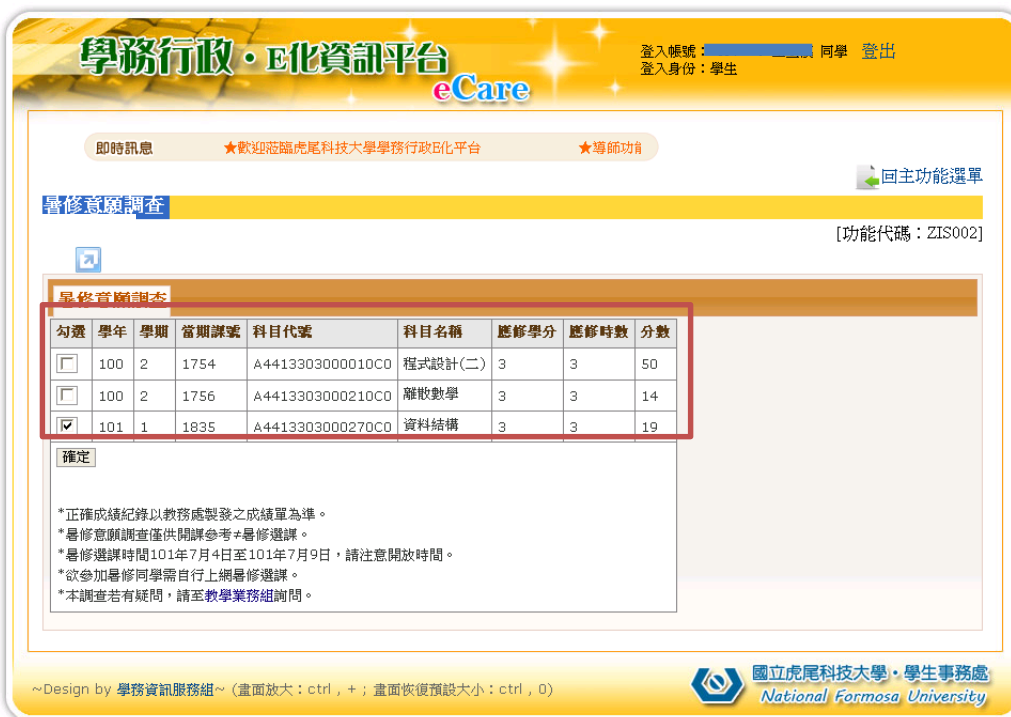 學務行政・E化資訊平台
eCare
登入帳號： 同學 登出
登入身份：學生
即時訊息 ★歡迎蒞臨虎尾科技大學學務行政E化平台 ★導師功
回主功能選單
暑修意願調查
[功能代碼：ZIS002]
暑修意願調查
勾選 學年 學期 當期課號 科目代號 科目名稱 應修學分 應修時數 分數
100 2 1754 A4413303000010C0 程式設計(二) 3 3 50
100 2 1756 A4413303000210C0 離散數學 3 3 14
101 1 1835 A4413303000270C0 資料結構 3 3 19
確定
*正確成績紀錄以教務處製發之成績單為準。
*暑修意願調查僅供開課參考≠暑修選課。
*暑修選課時間101年7月4日至101年7月9日，請注意開放時間。
*欲參加暑修同學需自行上網暑修選課。
*本調查若有疑問，請至教學業務組詢問。
~Design by 學務資訊服務組~ (畫面放大：ctrl , + ; 畫面恢復預設大小：ctrl , 0)
國立虎尾科技大學・學生事務處
National Formosa University